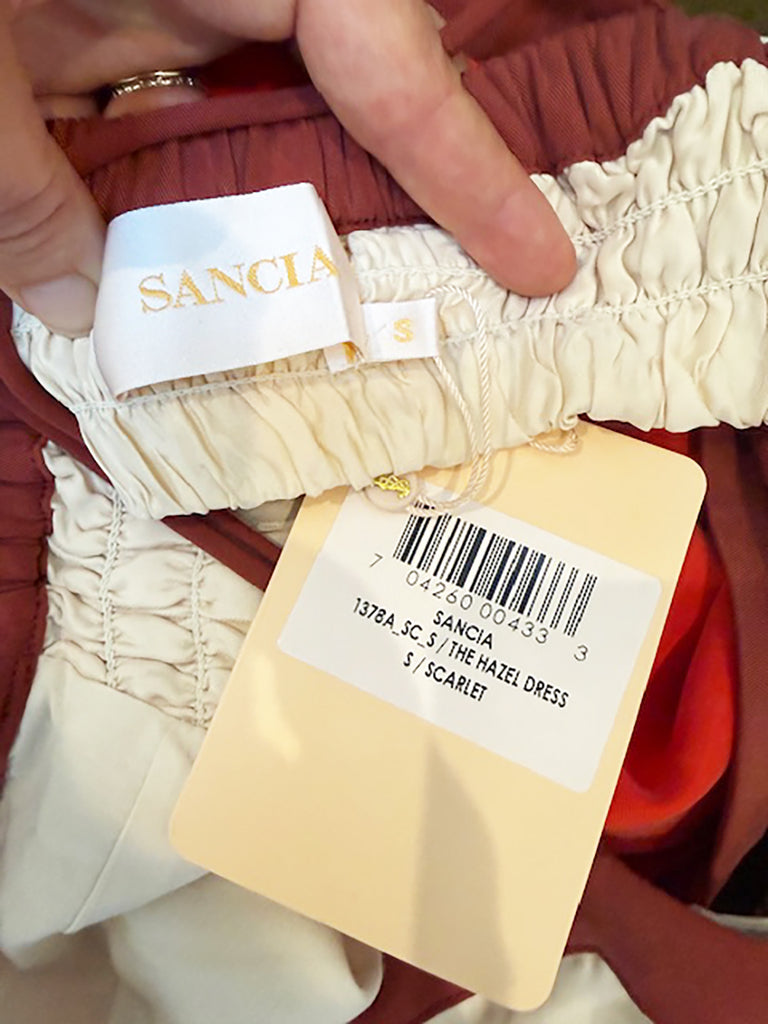 SANCIA
S
7 04260 00433 3
SANCIA
1378A_SC_S / THE HAZEL DRESS
S / SCARLET